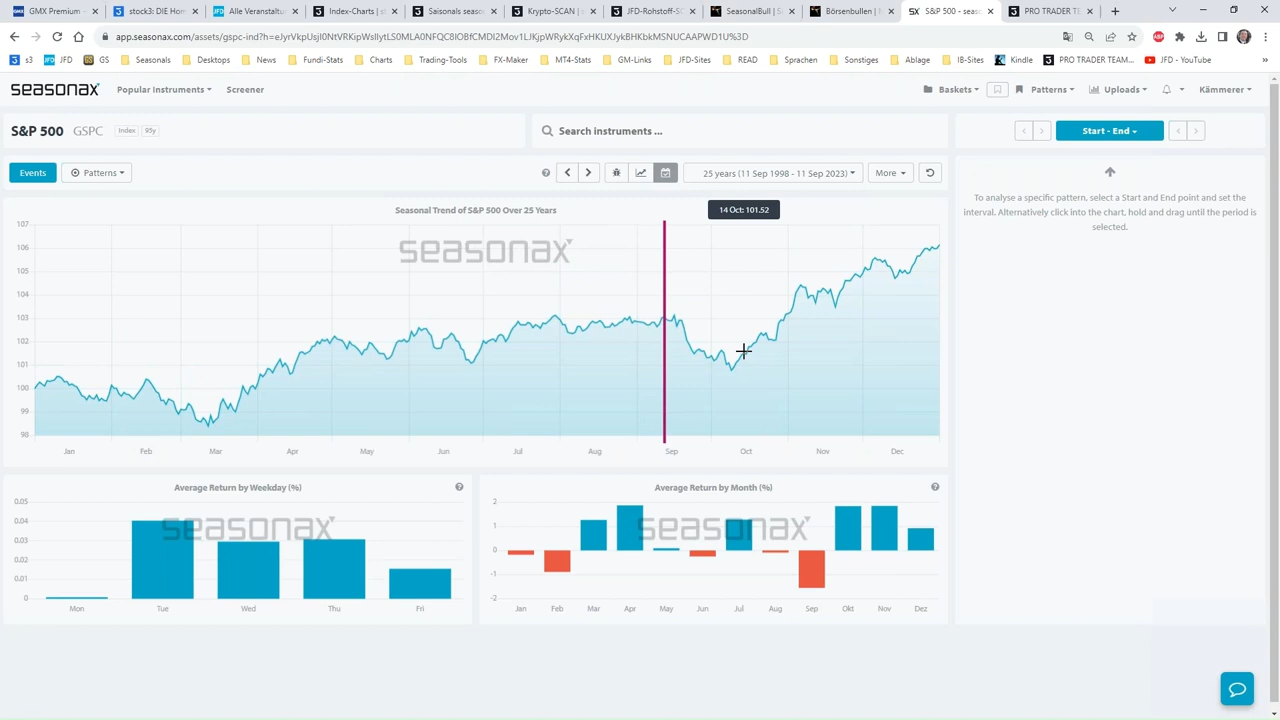 GMX Premium
stock3: DIE Hom
Alle Veranstaltu
Index-Charts | st
Saisonals seaso
Krypto-SCAN | s
JFD-Rohstoff-SC
SeasonalBull | S
Börsenbullen | M
S&P 500 - seas
PRO TRADER TE
s3
JFD
GS
Seasonals
Desktops
News
Fundi-Stats
Charts
Trading-Tools
FX-Maker
MT4-Stats
GM-Links
JFD-Sites
READ
Sprachen
Sonstiges
Ablage
IB-Sites
Kindle
PRO TRADER TEAM...
JFD - YouTube
»
seasonax
Popular instruments
Screener
Baskets
Patterns
Uploads
Kämmerer
S&P 500 GSPC Index 95y
Search instruments ...
Start - End
Events
Patterns
25 years (11 Sep 1998 - 11 Sep 2023)
More
To analyse a specific pattern, select a Start and End point and set the
interval. Alternatively click into the chart, hold and drag until the period is
selected.
Seasonal Trend of S&P 500 Over 25 Years
14 Oct: 101.52
seasonax
107
106
105
104
103
102
101
100
99
98
Jan Feb Mar Apr May Jun Jul Aug Sep Oct Nov Dec
Average Return by Weekday (%)
seasonax
0.05
0.04
0.03
0.02
0.01
0
Mon Tue Wed Thu Fri
Average Return by Month (%)
seasonax
2
1
0
-1
-2
Jan Feb Mar Apr May Jun Jul Aug Sep Okt Nov Dez